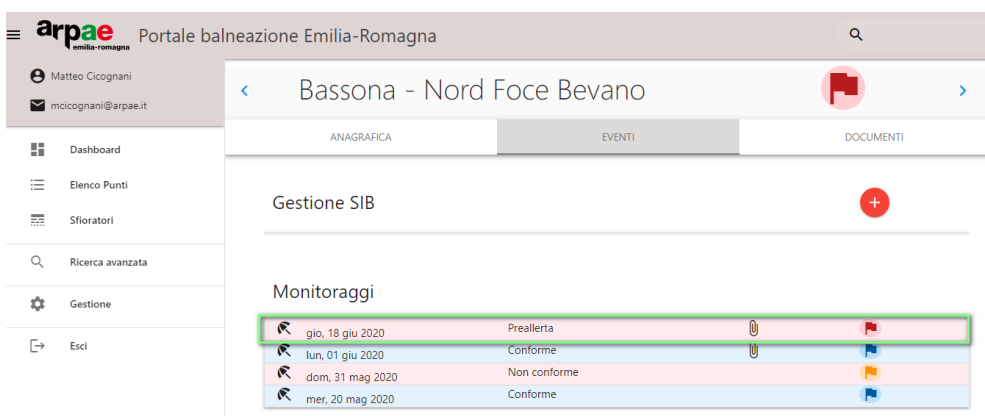 arpae
emilia-romagna
Portale balneazione Emilia-Romagna
Matteo Cicognani
mcicognani@arpae.it
Dashboard
Elenco Punti
Sfioratori
Ricerca avanzata
Gestione
Esci
Bassona - Nord Foce Bevano
ANAGRAFICA EVENTI DOCUMENTI
Gestione SIB
Monitoraggi
gio, 18 giu 2020 Preallerta
lun, 01 giu 2020 Conforme
dom, 31 mag 2020 Non conforme
mer, 20 mag 2020 Conforme